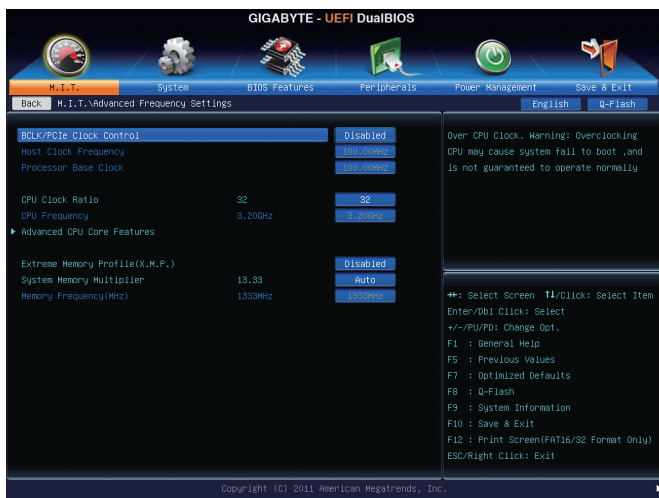 GIGABYTE - UEFI DualBIOS
M.I.T. System BIOS Features Peripherals Power Management Save & Exit
Back M.I.T.\Advanced Frequency Settings English Q-Flash
BCLK/PCIe Clock Control Disabled
Host Clock Frequency 100.00MHz
Processor Base Clock 100.00MHz
CPU Clock Ratio 32 32
CPU Frequency 3.20GHz 3.20GHz
Advanced CPU Core Features
Extreme Memory Profile(X.M.P.) Disabled
System Memory Multiplier 13.33 Auto
Memory Frequency(MHz) 1333MHz 1333MHz
Over CPU Clock. Warning: Overclocking
CPU may cause system fail to boot ,and
is not guaranteed to operate normally
→←: Select Screen ↑↓/Click: Select Item
Enter/Dbl Click: Select
+/-/PU/PD: Change Opt.
F1 : General Help
F5 : Previous Values
F7 : Optimized Defaults
F8 : Q-Flash
F9 : System Information
F10 : Save & Exit
F12 : Print Screen(FAT16/32 Format Only)
ESC/Right Click: Exit
Copyright (C) 2011 American Megatrends, Inc.